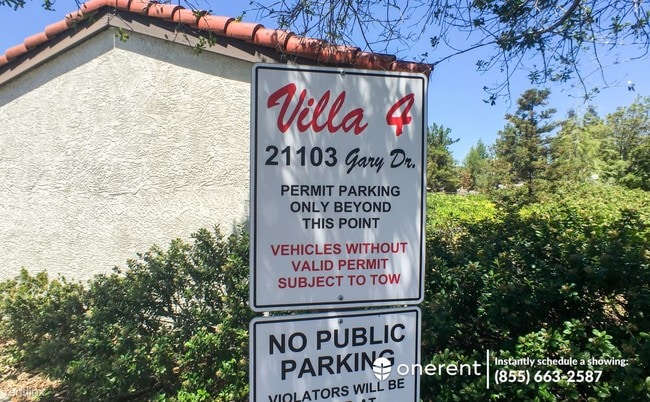 Villa 4
21103 Gary Dr.
PERMIT PARKING
ONLY BEYOND
THIS POINT
VEHICLES WITHOUT
VALID PERMIT
SUBJECT TO TOW
NO PUBLIC
PARKING
VIOLATORS WILL BE
onerent
Instantly schedule a showing:
(855) 663-2587